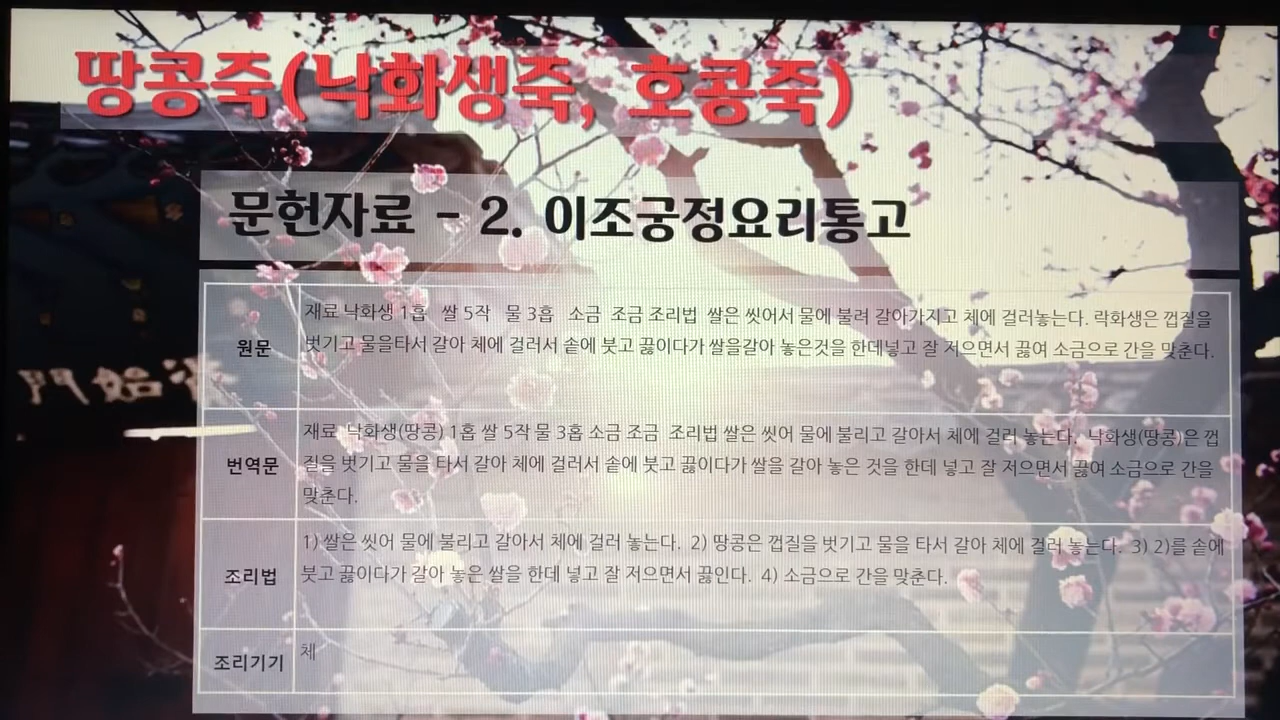 땅콩죽(낙화생죽, 호콩죽)
문헌자료 - 2. 이조궁정요리통고
원문
재료 낙화생 1흡 쌀 5작 물 3흡 소금 조금 조리법 쌀은 씻어서 물에 불려 갈아가지고 체에 걸러놓는다. 락화생은 껍질을
벗기고 물을타서 갈아 체에 걸러서 솥에 붓고 끓이다가 쌀을갈아 놓은것을 한데넣고 잘 저으면서 끓여 소금으로 간을 맞춘다.
번역문
재료 낙화생(땅콩) 1홉 쌀 5작 물 3홉 소금 조금 조리법 쌀은 씻어 물에 불리고 갈아서 체에 걸러 놓는다. 낙화생(땅콩)은 껍
질을 벗기고 물을 타서 갈아 체에 걸러서 솥에 붓고 끓이다가 쌀을 갈아 놓은 것을 한데 넣고 잘 저으면서 끓여 소금으로 간을
맞춘다.
조리법
1) 쌀은 씻어 물에 불리고 갈아서 체에 걸러 놓는다. 2) 땅콩은 껍질을 벗기고 물을 타서 갈아 체에 걸러 놓는다. 3) 2)를 솥에
붓고 끓이다가 갈아 놓은 쌀을 한데 넣고 잘 저으면서 끓인다. 4) 소금으로 간을 맞춘다.
조리기기
체